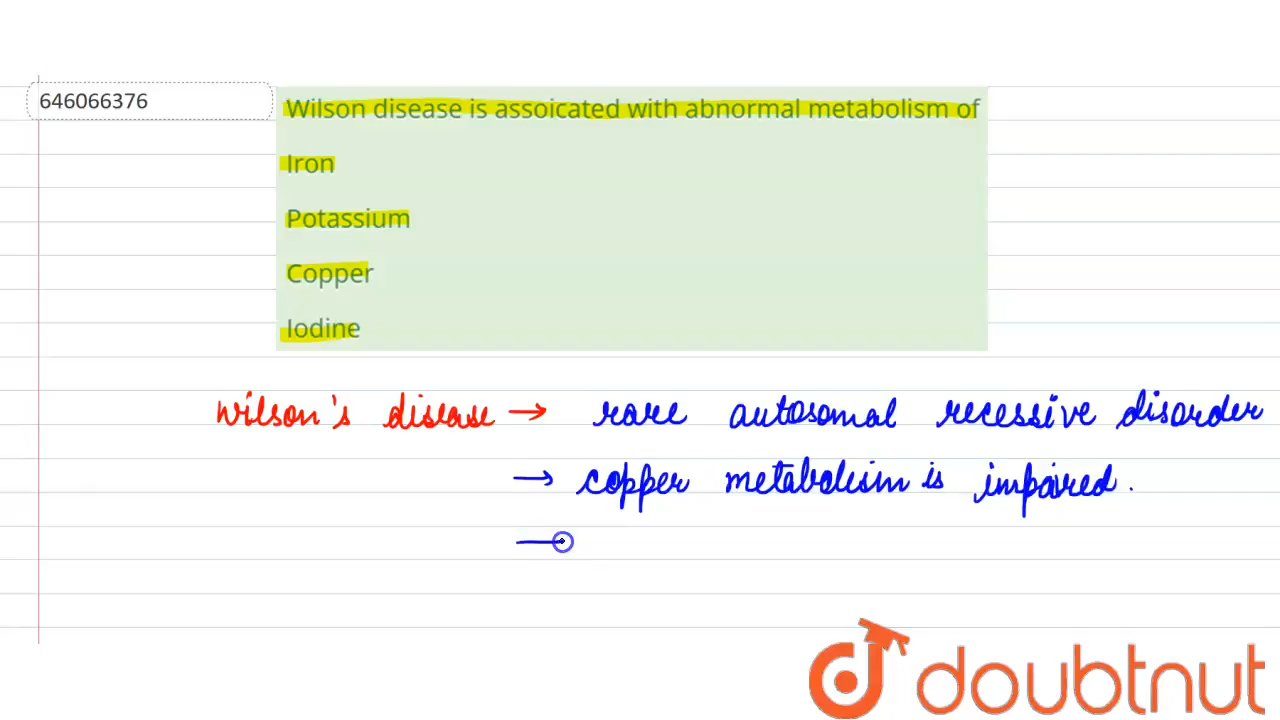 646066376
Wilson disease is assoicated with abnormal metabolism of
Iron
Potassium
Copper
Iodine
Wilson's disease → rare autosomal recessive disorder
→ copper metabolism is impaired.
doubtnut